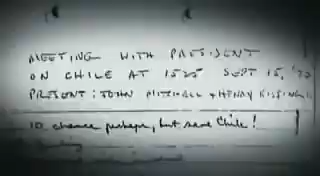 MEETING WITH PRESIDENT
ON CHILE AT 1525 SEPT 15, '70
PRESENT: JOHN MITCHELL + HENRY KISSINGER
10 chance perhaps, but save Chile!